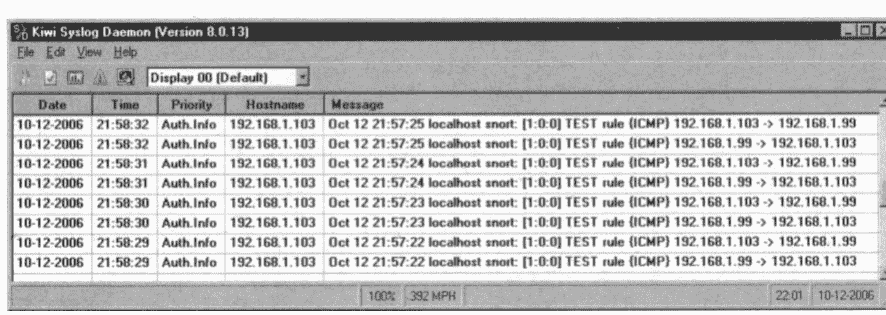 Kiwi Syslog Daemon (Version 8.0.13)
File Edit View Help
Display 00 (Default)
Date Time Priority Hostname Message
10-12-2006 21:58:32 Auth.Info 192.168.1.103 Oct 12 21:57:25 localhost snort: [1:0:0] TEST rule {ICMP} 192.168.1.103 -> 192.168.1.99
10-12-2006 21:58:32 Auth.Info 192.168.1.103 Oct 12 21:57:25 localhost snort: [1:0:0] TEST rule {ICMP} 192.168.1.99 -> 192.168.1.103
10-12-2006 21:58:31 Auth.Info 192.168.1.103 Oct 12 21:57:24 localhost snort: [1:0:0] TEST rule {ICMP} 192.168.1.103 -> 192.168.1.99
10-12-2006 21:58:31 Auth.Info 192.168.1.103 Oct 12 21:57:24 localhost snort: [1:0:0] TEST rule {ICMP} 192.168.1.99 -> 192.168.1.103
10-12-2006 21:58:30 Auth.Info 192.168.1.103 Oct 12 21:57:23 localhost snort: [1:0:0] TEST rule {ICMP} 192.168.1.103 -> 192.168.1.99
10-12-2006 21:58:30 Auth.Info 192.168.1.103 Oct 12 21:57:23 localhost snort: [1:0:0] TEST rule {ICMP} 192.168.1.99 -> 192.168.1.103
10-12-2006 21:58:29 Auth.Info 192.168.1.103 Oct 12 21:57:22 localhost snort: [1:0:0] TEST rule {ICMP} 192.168.1.103 -> 192.168.1.99
10-12-2006 21:58:29 Auth.Info 192.168.1.103 Oct 12 21:57:22 localhost snort: [1:0:0] TEST rule {ICMP} 192.168.1.99 -> 192.168.1.103
100% 392 MPH 22:01 10-12-2006